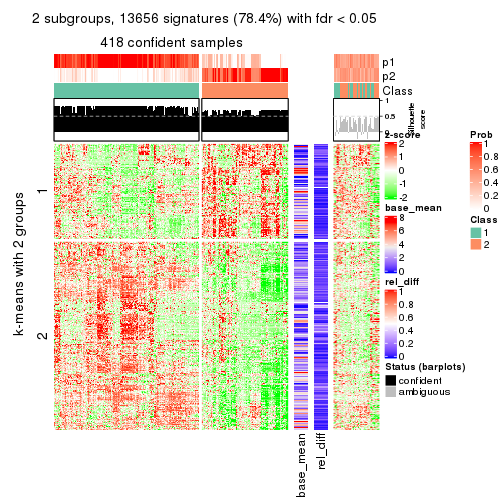 2 subgroups, 13656 signatures (78.4%) with fdr < 0.05
418 confident samples
p1
p2
Class
1
0.5
0
Silhouette
score
k-means with 2 groups
1
2
base_mean
rel_diff
z-score
2
1
0
-1
-2
base_mean
8
6
4
2
0
rel_diff
1
0.8
0.6
0.4
0.2
0
Status (barplots)
confident
ambiguous
Prob
1
0.8
0.6
0.4
0.2
0
Class
1
2